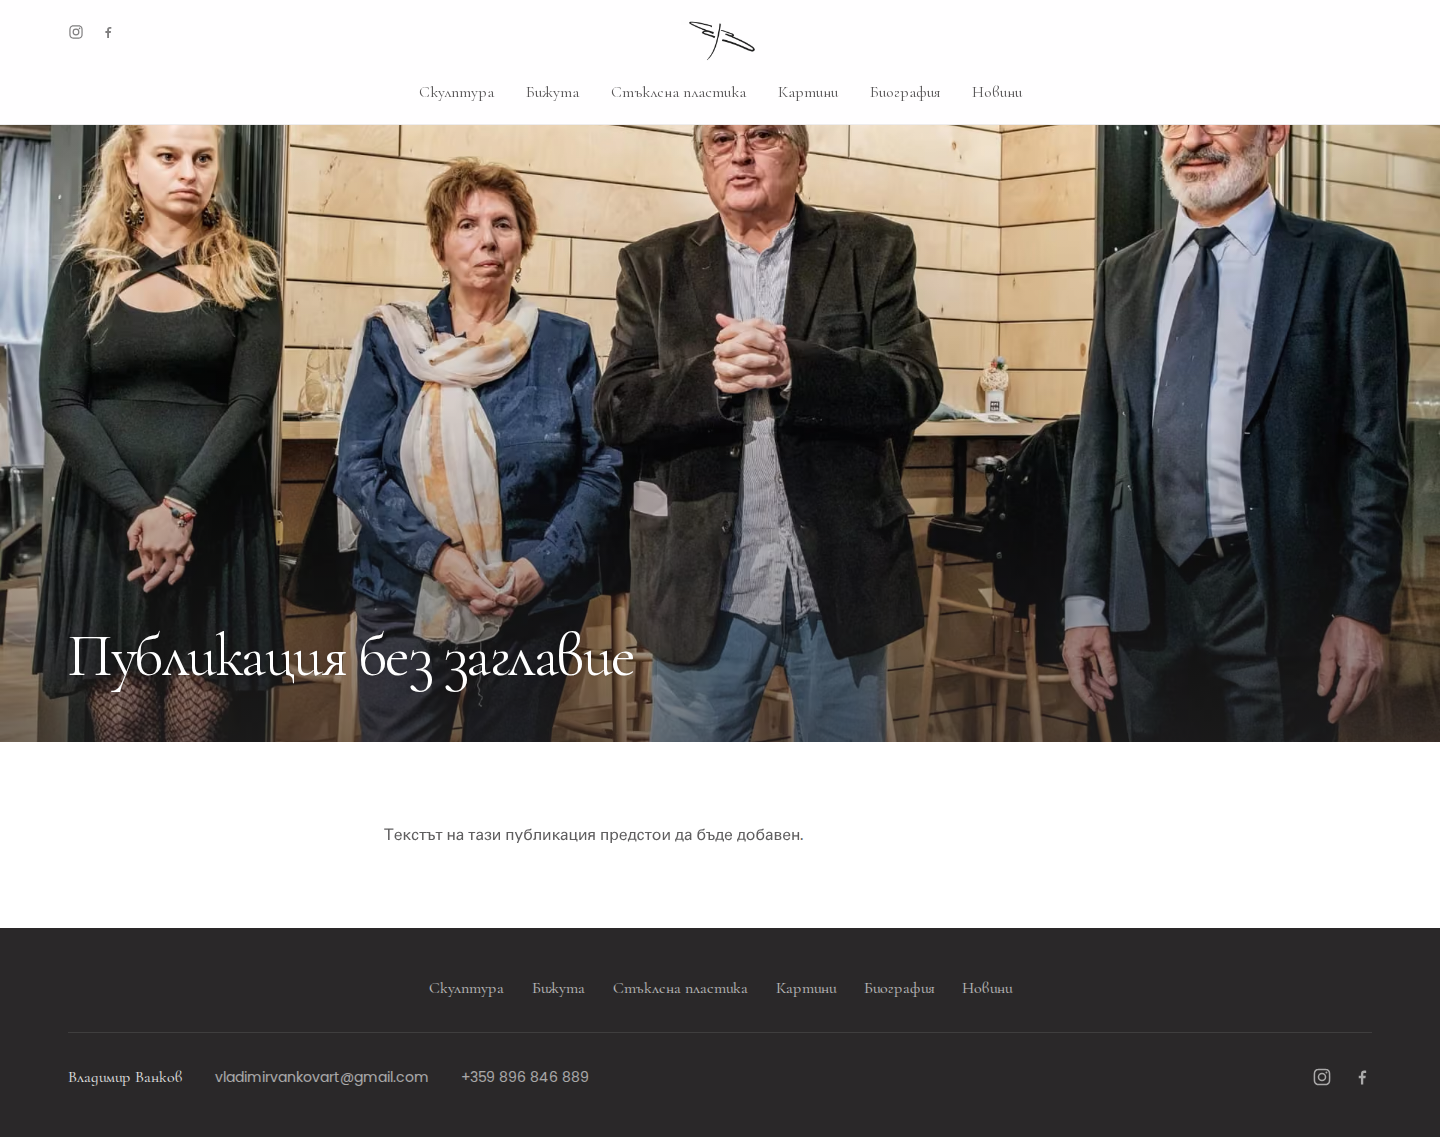 Скулптура Бижута Стъклена пластика Картини Биография Новини
Публикация без заглавие
Текстът на тази публикация предстои да бъде добавен.
Скулптура Бижута Стъклена пластика Картини Биография Новини
Владимир Ванков vladimirvankovart@gmail.com +359 896 846 889